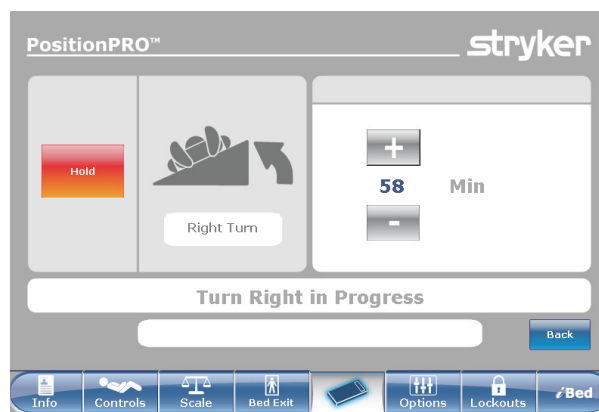 PositionPRO™
stryker
Hold
Right Turn
+
58 Min
-
Turn Right in Progress
Back
Info
Controls
Scale
Bed Exit
Options
Lockouts
iBed